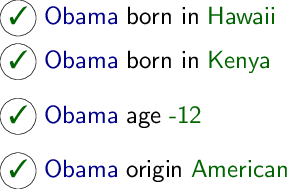 ✓ Obama born in Hawaii
✓ Obama born in Kenya
✓ Obama age -12
✓ Obama origin American